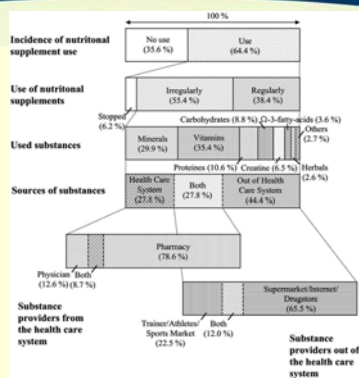 100 %
Incidence of nutritonal
supplement use
No use
(35.6 %)
Use
(64.4 %)
Use of nutritional
supplements
Irregularly
(55.4 %)
Regularly
(38.4 %)
Stopped
(6.2 %)
Carbohydrates (8.8 %)
Ω-3-fatty-acids (3.6 %)
Others
(2.7 %)
Used substances
Minerals
(29.9 %)
Vitamins
(35.4 %)
Proteines (10.6 %)
Creatine (6.5 %)
Herbals
(2.6 %)
Sources of substances
Health Care
System
(27.8 %)
Both
(27.8 %)
Out of Health
Care System
(44.4 %)
Pharmacy
(78.6 %)
Physician
(12.6 %)
Both
(8.7 %)
Substance
providers from
the health care
system
Supermarket/Internet/
Drugstore
(65.5 %)
Trainer/Athletes/
Sports Market
(22.5 %)
Both
(12.0 %)
Substance
providers out of
the health care
system